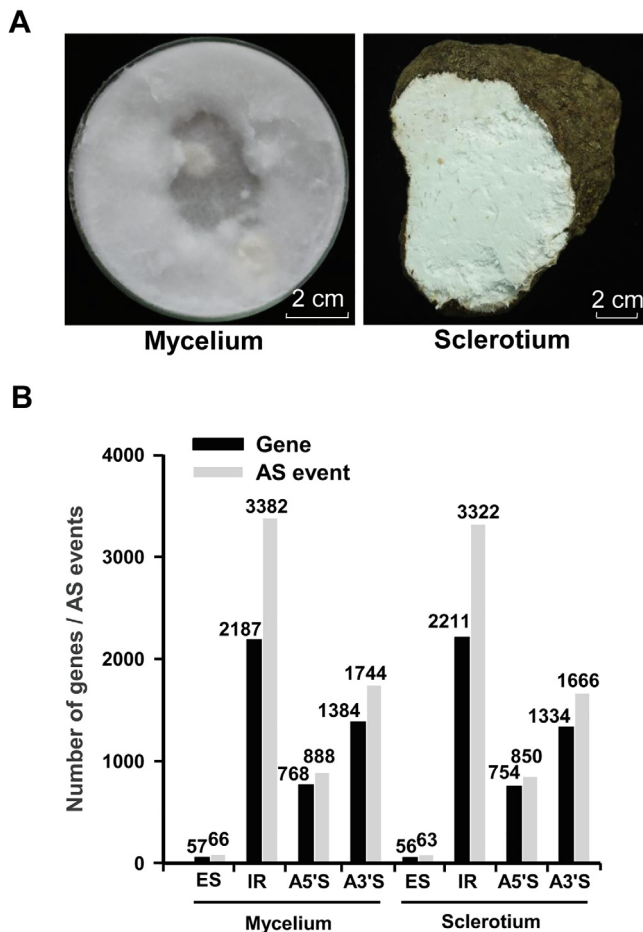 A
2 cm
2 cm
Mycelium
Sclerotium
B
Gene
AS event
Number of genes / AS events
4000
3000
2000
1000
0
57
66
2187
3382
768
888
1384
1744
56
63
2211
3322
754
850
1334
1666
ES IR A5'S A3'S ES IR A5'S A3'S
Mycelium Sclerotium